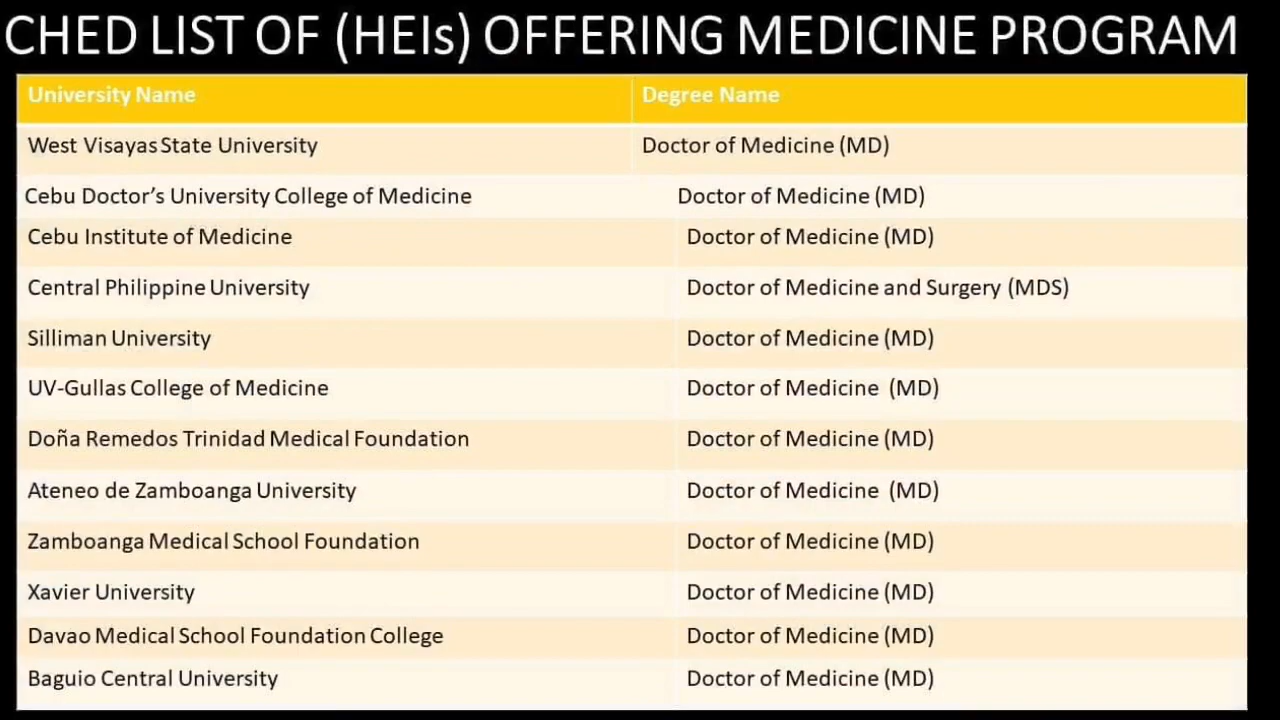 CHED LIST OF (HEIs) OFFERING MEDICINE PROGRAM
University Name Degree Name
West Visayas State University Doctor of Medicine (MD)
Cebu Doctor’s University College of Medicine Doctor of Medicine (MD)
Cebu Institute of Medicine Doctor of Medicine (MD)
Central Philippine University Doctor of Medicine and Surgery (MDS)
Silliman University Doctor of Medicine (MD)
UV-Gullas College of Medicine Doctor of Medicine (MD)
Doña Remedos Trinidad Medical Foundation Doctor of Medicine (MD)
Ateneo de Zamboanga University Doctor of Medicine (MD)
Zamboanga Medical School Foundation Doctor of Medicine (MD)
Xavier University Doctor of Medicine (MD)
Davao Medical School Foundation College Doctor of Medicine (MD)
Baguio Central University Doctor of Medicine (MD)